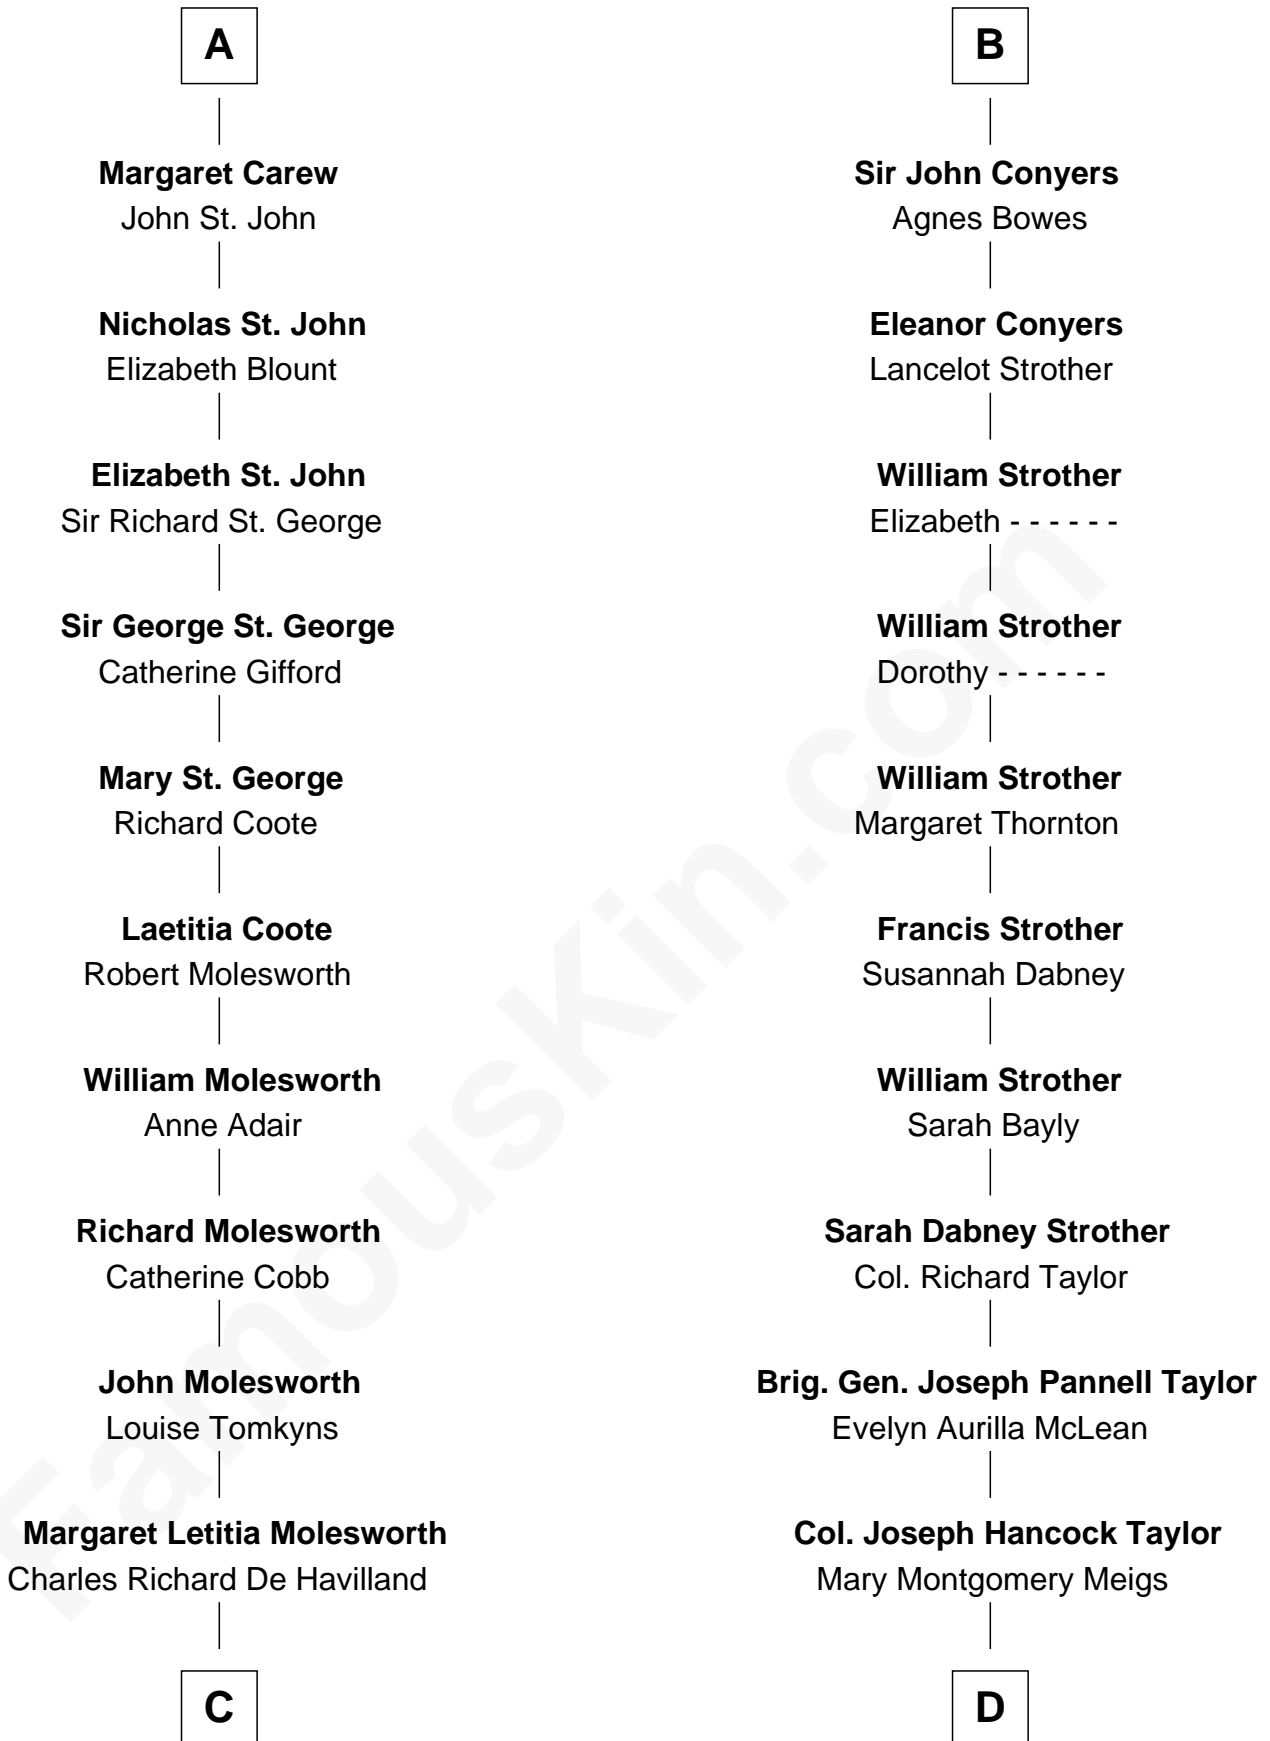 A
Margaret Carew
John St. John
Nicholas St. John
Elizabeth Blount
Elizabeth St. John
Sir Richard St. George
Sir George St. George
Catherine Gifford
Mary St. George
Richard Coote
Laetitia Coote
Robert Molesworth
William Molesworth
Anne Adair
Richard Molesworth
Catherine Cobb
John Molesworth
Louise Tomkyns
Margaret Letitia Molesworth
Charles Richard De Havilland
C
B
Sir John Conyers
Agnes Bowes
Eleanor Conyers
Lancelot Strother
William Strother
Elizabeth - - - - - -
William Strother
Dorothy - - - - - -
William Strother
Margaret Thornton
Francis Strother
Susannah Dabney
William Strother
Sarah Bayly
Sarah Dabney Strother
Col. Richard Taylor
Brig. Gen. Joseph Pannell Taylor
Evelyn Aurilla McLean
Col. Joseph Hancock Taylor
Mary Montgomery Meigs
D
FamousKin.com